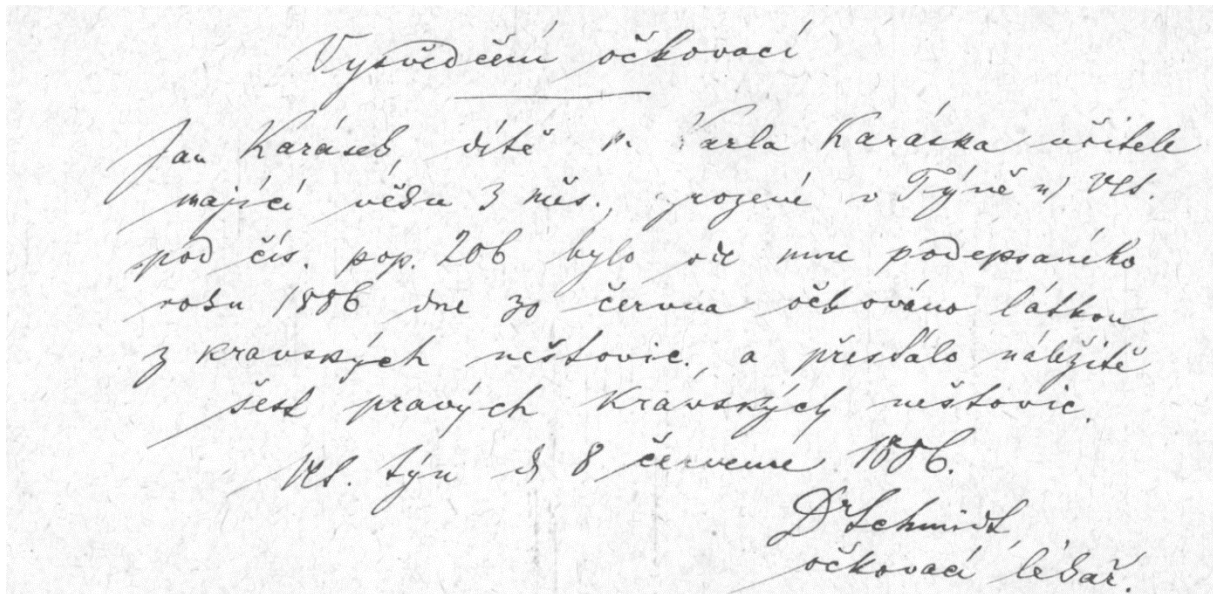 Vysvědčení očkovací
Jan Karásek, dítě p. Karla Karáska učitele
mající věku 3 měs., zrozené v Týně n/ Vlt.
pod čís. pop. 206 bylo ode mne podepsaného
roku 1886 dne 30 června očkováno látkou
z kravských neštovic, a přestálo náležitě
šest pravých kravských neštovic.
Vlt. Týn d 8 července 1886.
Dr Schmidt
očkovací lékař.